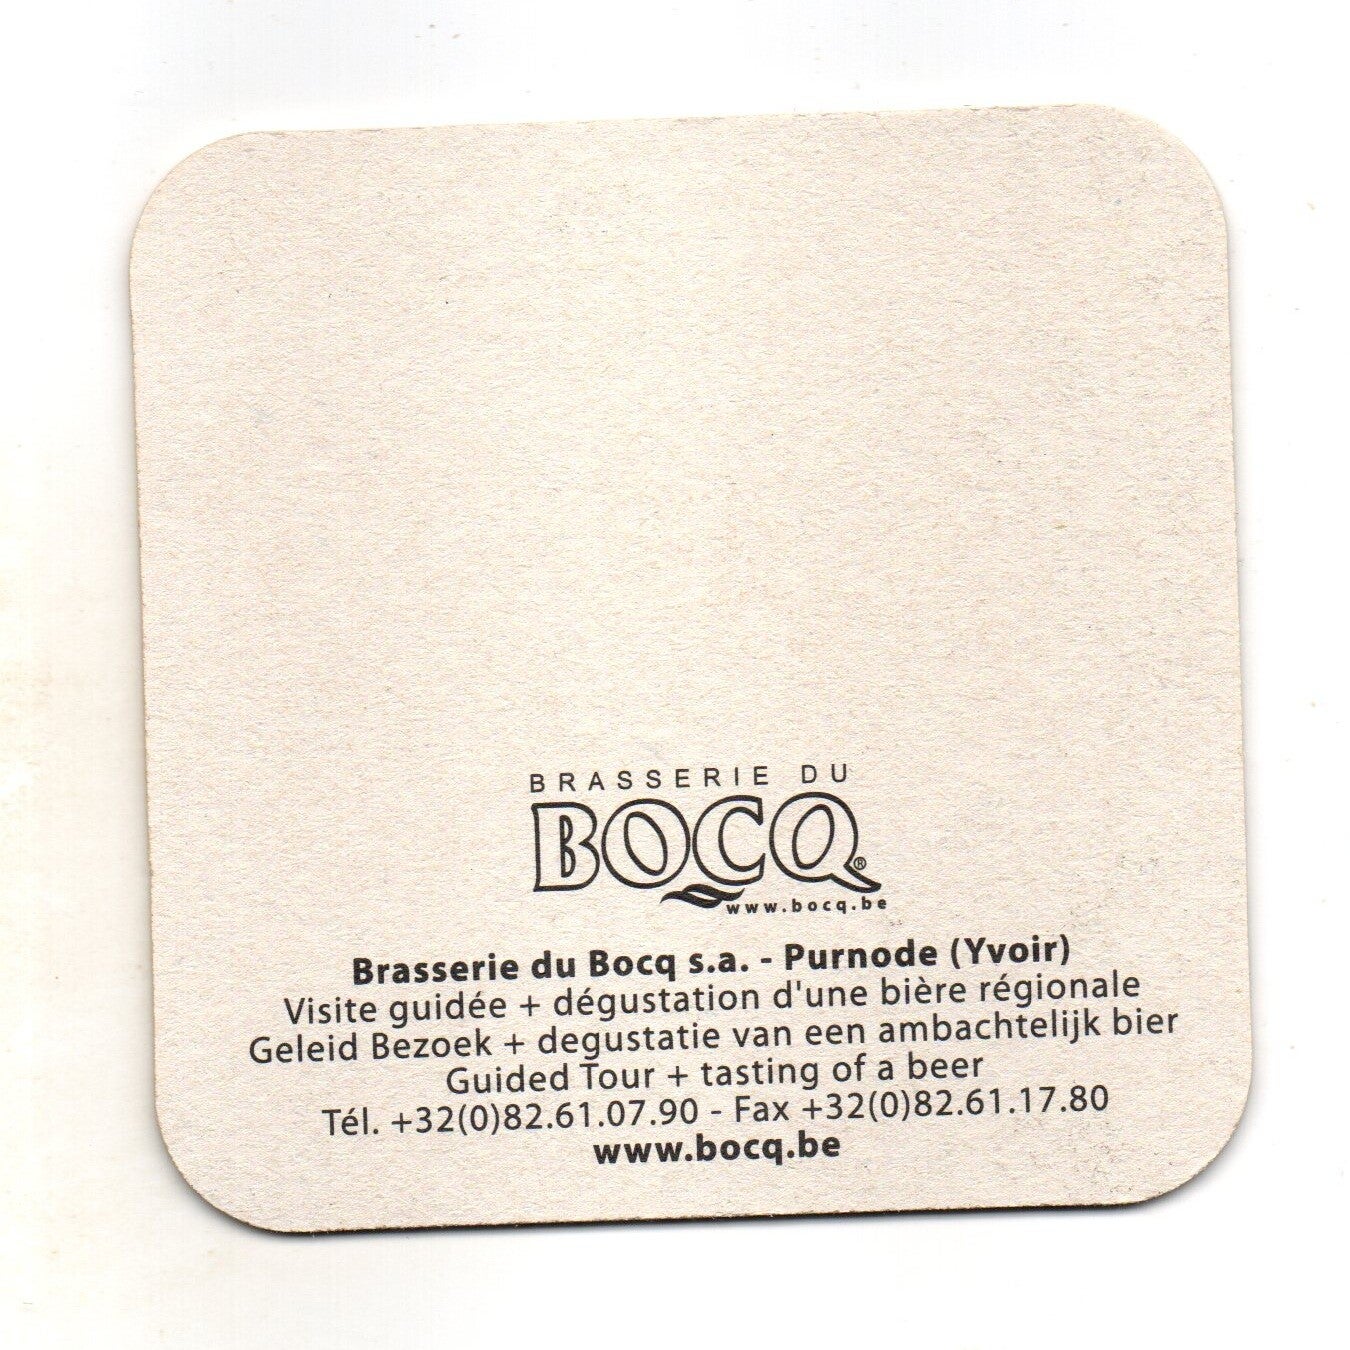 BRASSERIE DU
BOCQ®
www.bocq.be
Brasserie du Bocq s.a. - Purnode (Yvoir)
Visite guidée + dégustation d'une bière régionale
Geleid Bezoek + degustatie van een ambachtelijk bier
Guided Tour + tasting of a beer
Tél. +32(0)82.61.07.90 - Fax +32(0)82.61.17.80
www.bocq.be